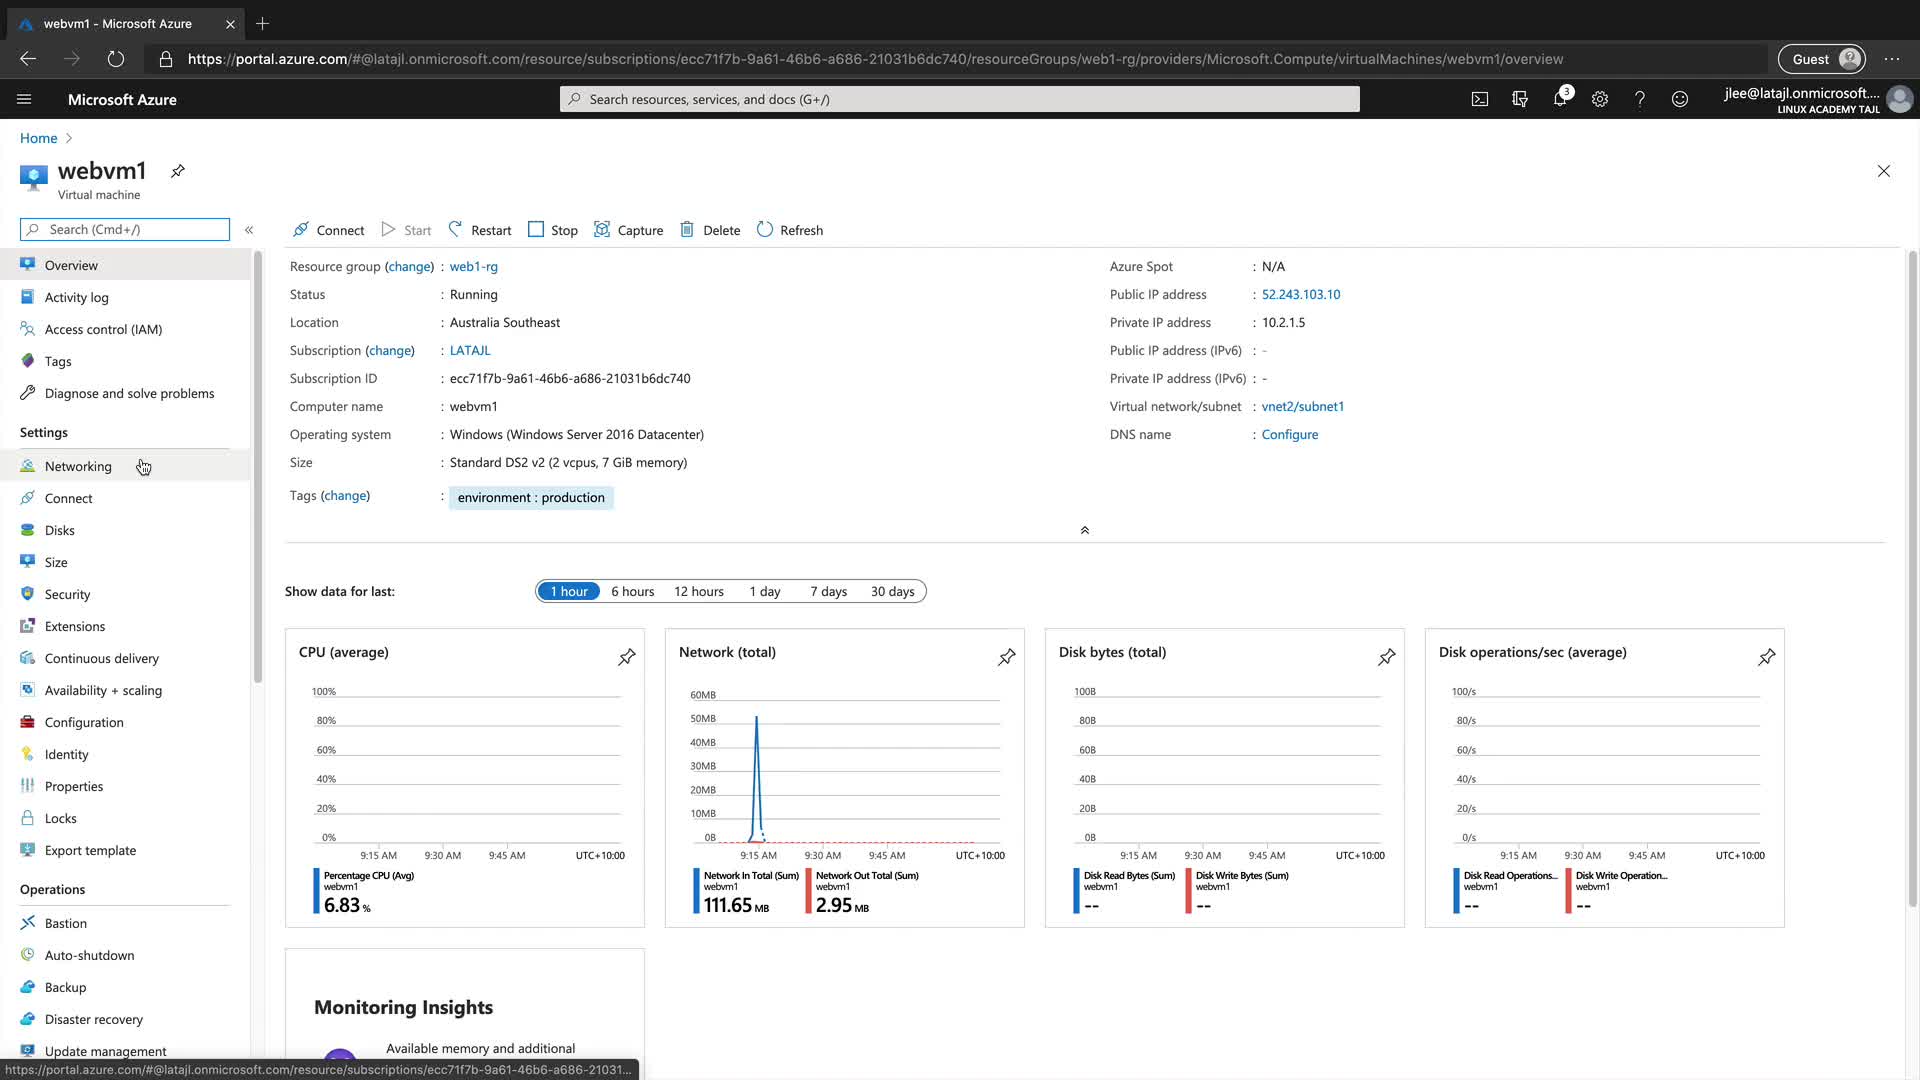 webvm1 - Microsoft Azure
https://portal.azure.com/#@latajl.onmicrosoft.com/resource/subscriptions/ecc71f7b-9a61-46b6-a686-21031b6dc740/resourceGroups/web1-rg/providers/Microsoft.Compute/virtualMachines/webvm1/overview
Guest
Microsoft Azure
Search resources, services, and docs (G+/)
3
jlee@latajl.onmicrosoft....
LINUX ACADEMY TAJL
Home
webvm1
Virtual machine
Search (Cmd+/)
Connect Start Restart Stop Capture Delete Refresh
Overview
Activity log
Access control (IAM)
Tags
Diagnose and solve problems
Settings
Networking
Connect
Disks
Size
Security
Extensions
Continuous delivery
Availability + scaling
Configuration
Identity
Properties
Locks
Export template
Operations
Bastion
Auto-shutdown
Backup
Disaster recovery
Update management
Resource group (change) : web1-rg
Status : Running
Location : Australia Southeast
Subscription (change) : LATAJL
Subscription ID : ecc71f7b-9a61-46b6-a686-21031b6dc740
Computer name : webvm1
Operating system : Windows (Windows Server 2016 Datacenter)
Size : Standard DS2 v2 (2 vcpus, 7 GiB memory)
Tags (change) : environment : production
Azure Spot : N/A
Public IP address : 52.243.103.10
Private IP address : 10.2.1.5
Public IP address (IPv6) : -
Private IP address (IPv6) : -
Virtual network/subnet : vnet2/subnet1
DNS name : Configure
Show data for last: 1 hour 6 hours 12 hours 1 day 7 days 30 days
CPU (average)
100%
80%
60%
40%
20%
0%
9:15 AM 9:30 AM 9:45 AM UTC+10:00
Percentage CPU (Avg)
webvm1
6.83 %
Network (total)
60MB
50MB
40MB
30MB
20MB
10MB
0B
9:15 AM 9:30 AM 9:45 AM UTC+10:00
Network In Total (Sum)
webvm1
111.65 MB
Network Out Total (Sum)
webvm1
2.95 MB
Disk bytes (total)
100B
80B
60B
40B
20B
0B
9:15 AM 9:30 AM 9:45 AM UTC+10:00
Disk Read Bytes (Sum)
webvm1
--
Disk Write Bytes (Sum)
webvm1
--
Disk operations/sec (average)
100/s
80/s
60/s
40/s
20/s
0/s
9:15 AM 9:30 AM 9:45 AM UTC+10:00
Disk Read Operations...
webvm1
--
Disk Write Operation...
webvm1
--
Monitoring Insights
Available memory and additional
https://portal.azure.com/#@latajl.onmicrosoft.com/resource/subscriptions/ecc71f7b-9a61-46b6-a686-21031...